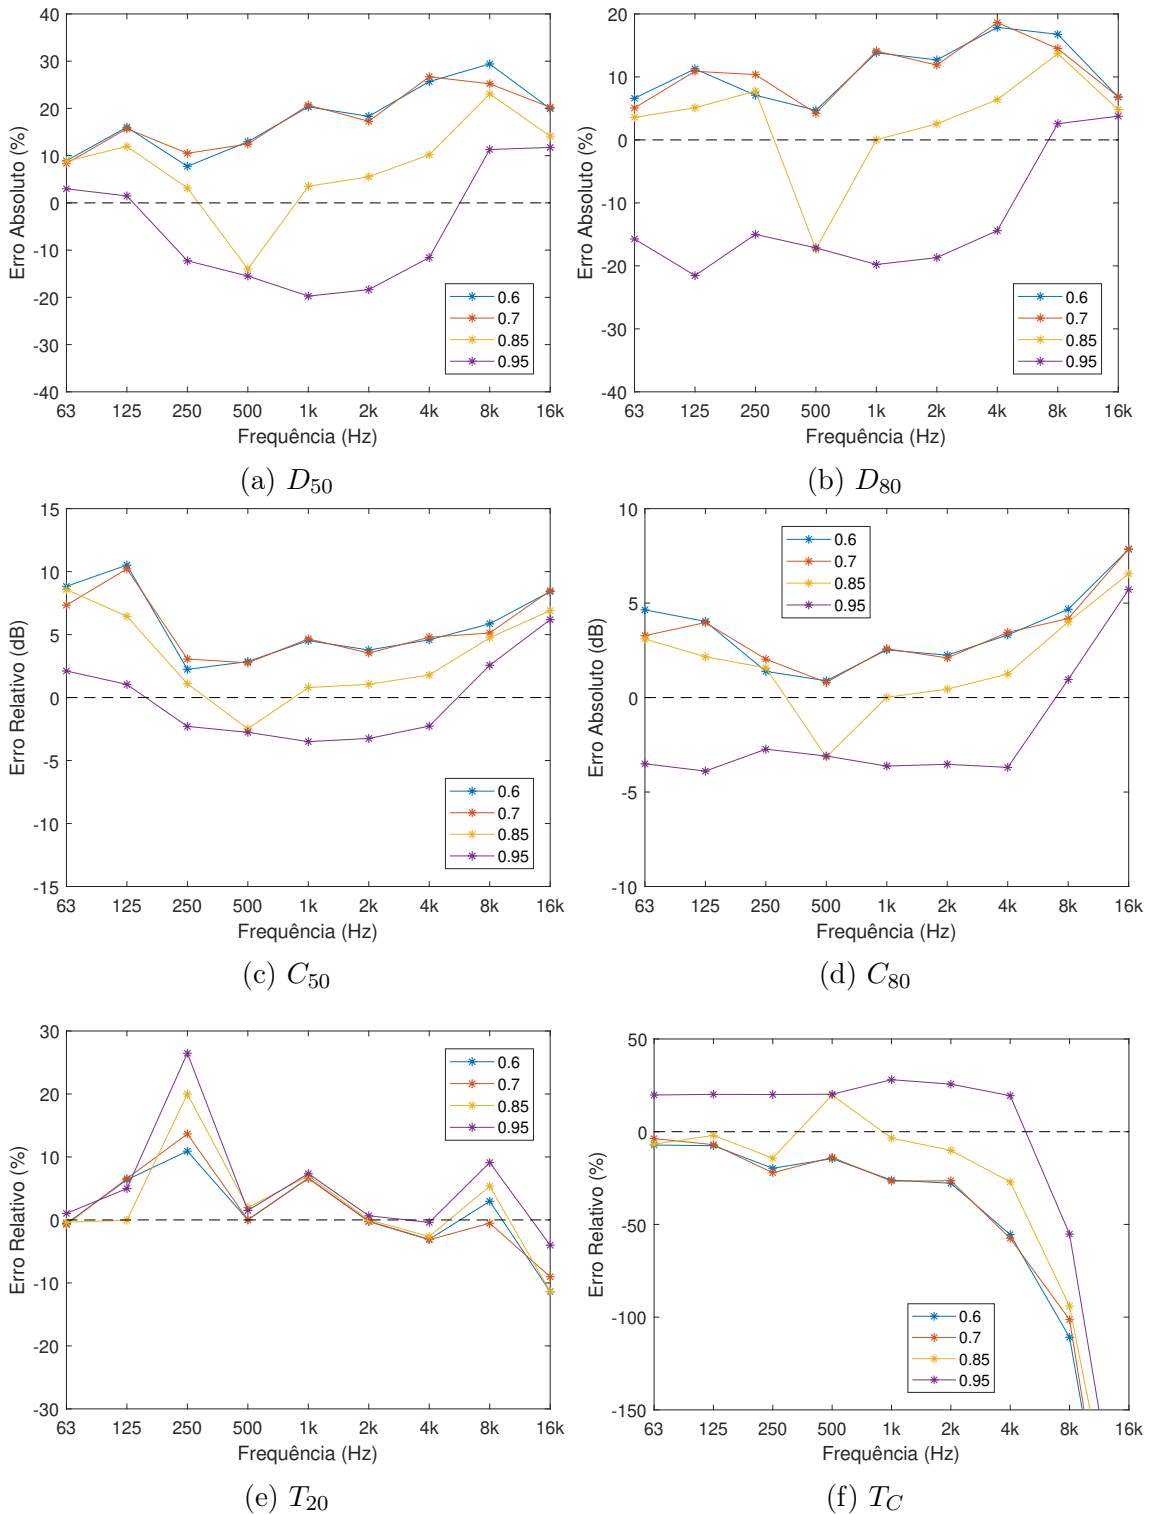 40
30
20
10
0
-10
-20
-30
-40
Erro Absoluto (%)
0.6
0.7
0.85
0.95
63 125 250 500 1k 2k 4k 8k 16k
Frequência (Hz)
(a) D50
20
10
0
-10
-20
-30
-40
Erro Absoluto (%)
0.6
0.7
0.85
0.95
63 125 250 500 1k 2k 4k 8k 16k
Frequência (Hz)
(b) D80
15
10
5
0
-5
-10
-15
Erro Relativo (dB)
0.6
0.7
0.85
0.95
63 125 250 500 1k 2k 4k 8k 16k
Frequência (Hz)
(c) C50
10
5
0
-5
-10
Erro Absoluto (dB)
0.6
0.7
0.85
0.95
63 125 250 500 1k 2k 4k 8k 16k
Frequência (Hz)
(d) C80
30
20
10
0
-10
-20
-30
Erro Relativo (%)
0.6
0.7
0.85
0.95
63 125 250 500 1k 2k 4k 8k 16k
Frequência (Hz)
(e) T20
50
0
-50
-100
-150
Erro Relativo (%)
0.6
0.7
0.85
0.95
63 125 250 500 1k 2k 4k 8k 16k
Frequência (Hz)
(f) TC